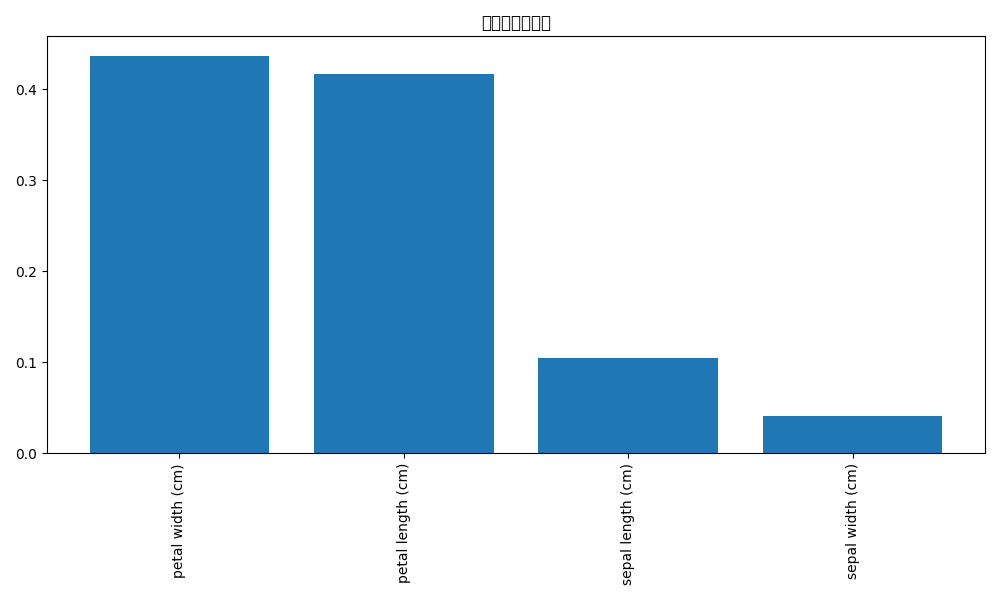 0.4
0.3
0.2
0.1
0.0
petal width (cm)
petal length (cm)
sepal length (cm)
sepal width (cm)